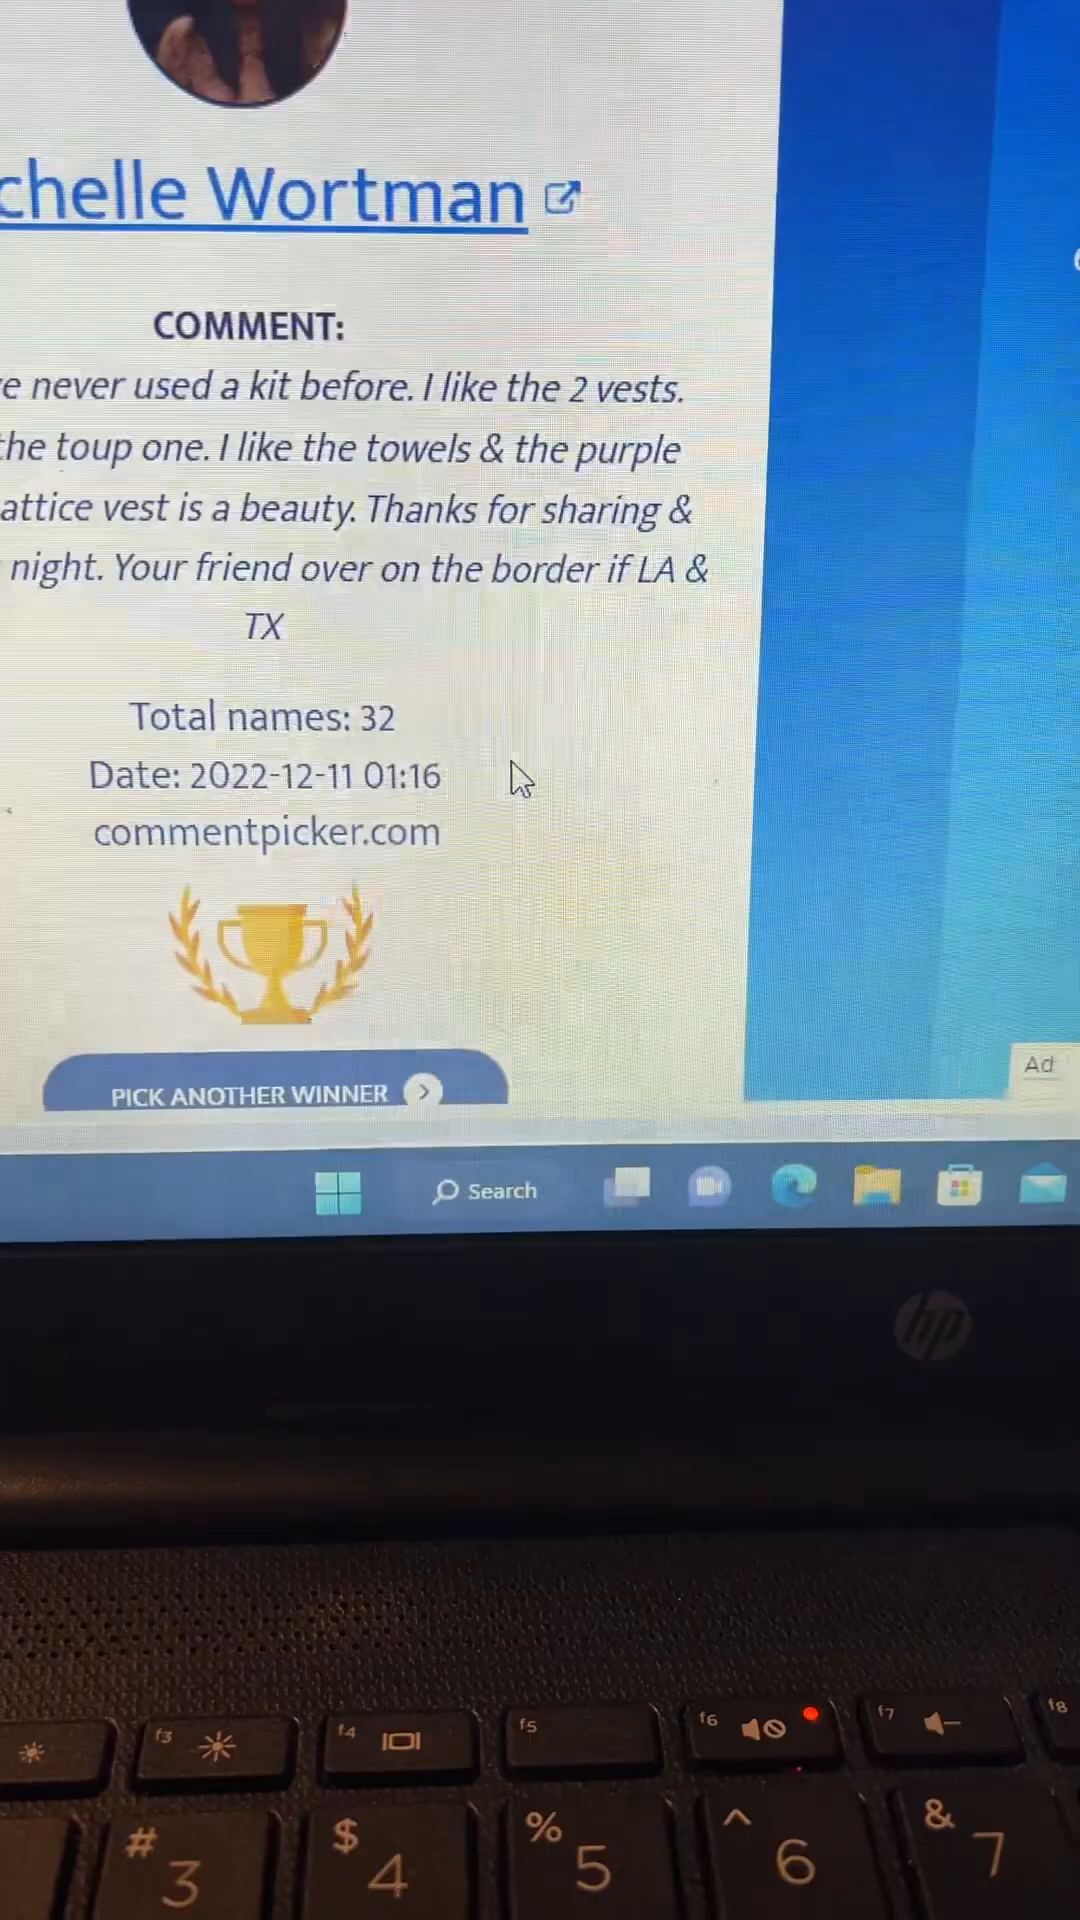 chelle Wortman
COMMENT:
e never used a kit before. I like the 2 vests.
the toup one. I like the towels & the purple
attice vest is a beauty. Thanks for sharing &
night. Your friend over on the border if LA &
TX
Total names: 32
Date: 2022-12-11 01:16
commentpicker.com
PICK ANOTHER WINNER
Ad
Search
hp
f3 f4 f5 f6 f7 f8
# $ % ^ &
3 4 5 6 7